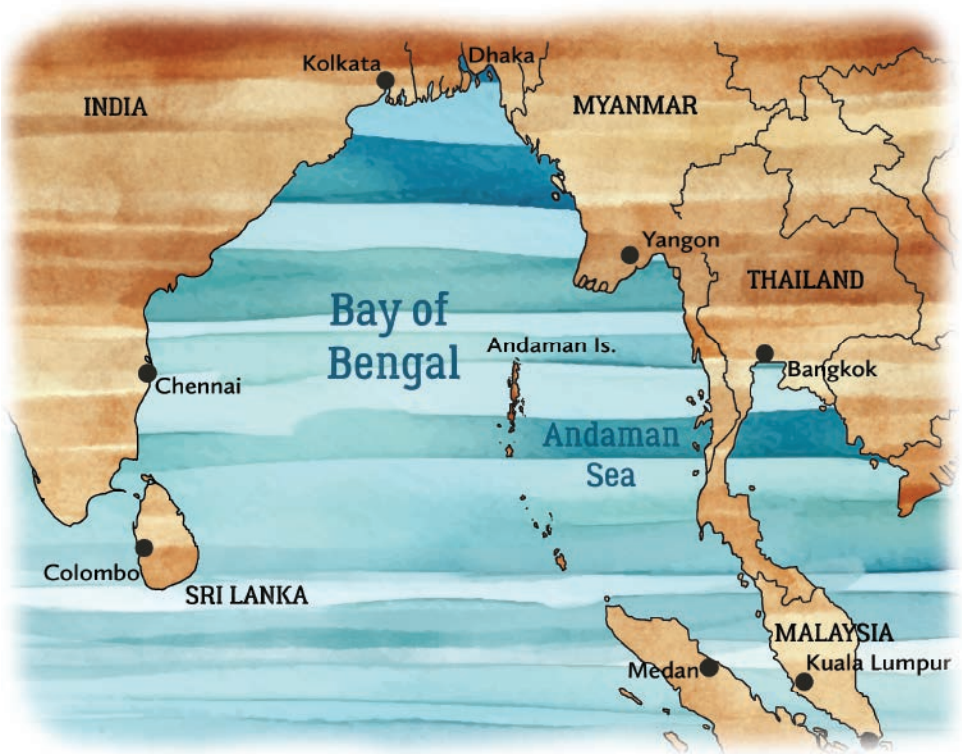 Kolkata
Dhaka
INDIA
MYANMAR
Yangon
THAILAND
Bay of
Bengal
Andaman Is.
Bangkok
Chennai
Andaman
Sea
Colombo
SRI LANKA
MALAYSIA
Medan
Kuala Lumpur